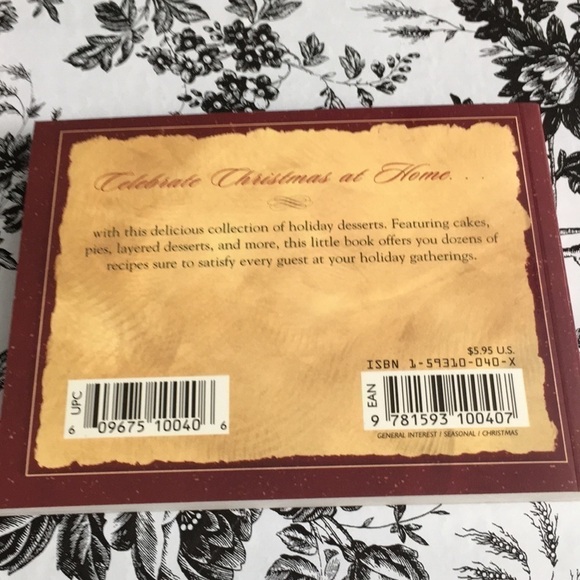 Celebrate Christmas at Home. . .
with this delicious collection of holiday desserts. Featuring cakes,
pies, layered desserts, and more, this little book offers you dozens of
recipes sure to satisfy every guest at your holiday gatherings.
$5.95 U.S.
ISBN 1-59310-040-X
UPC
6 09675 10040 6
EAN
9 781593 100407
GENERAL INTEREST / SEASONAL / CHRISTMAS